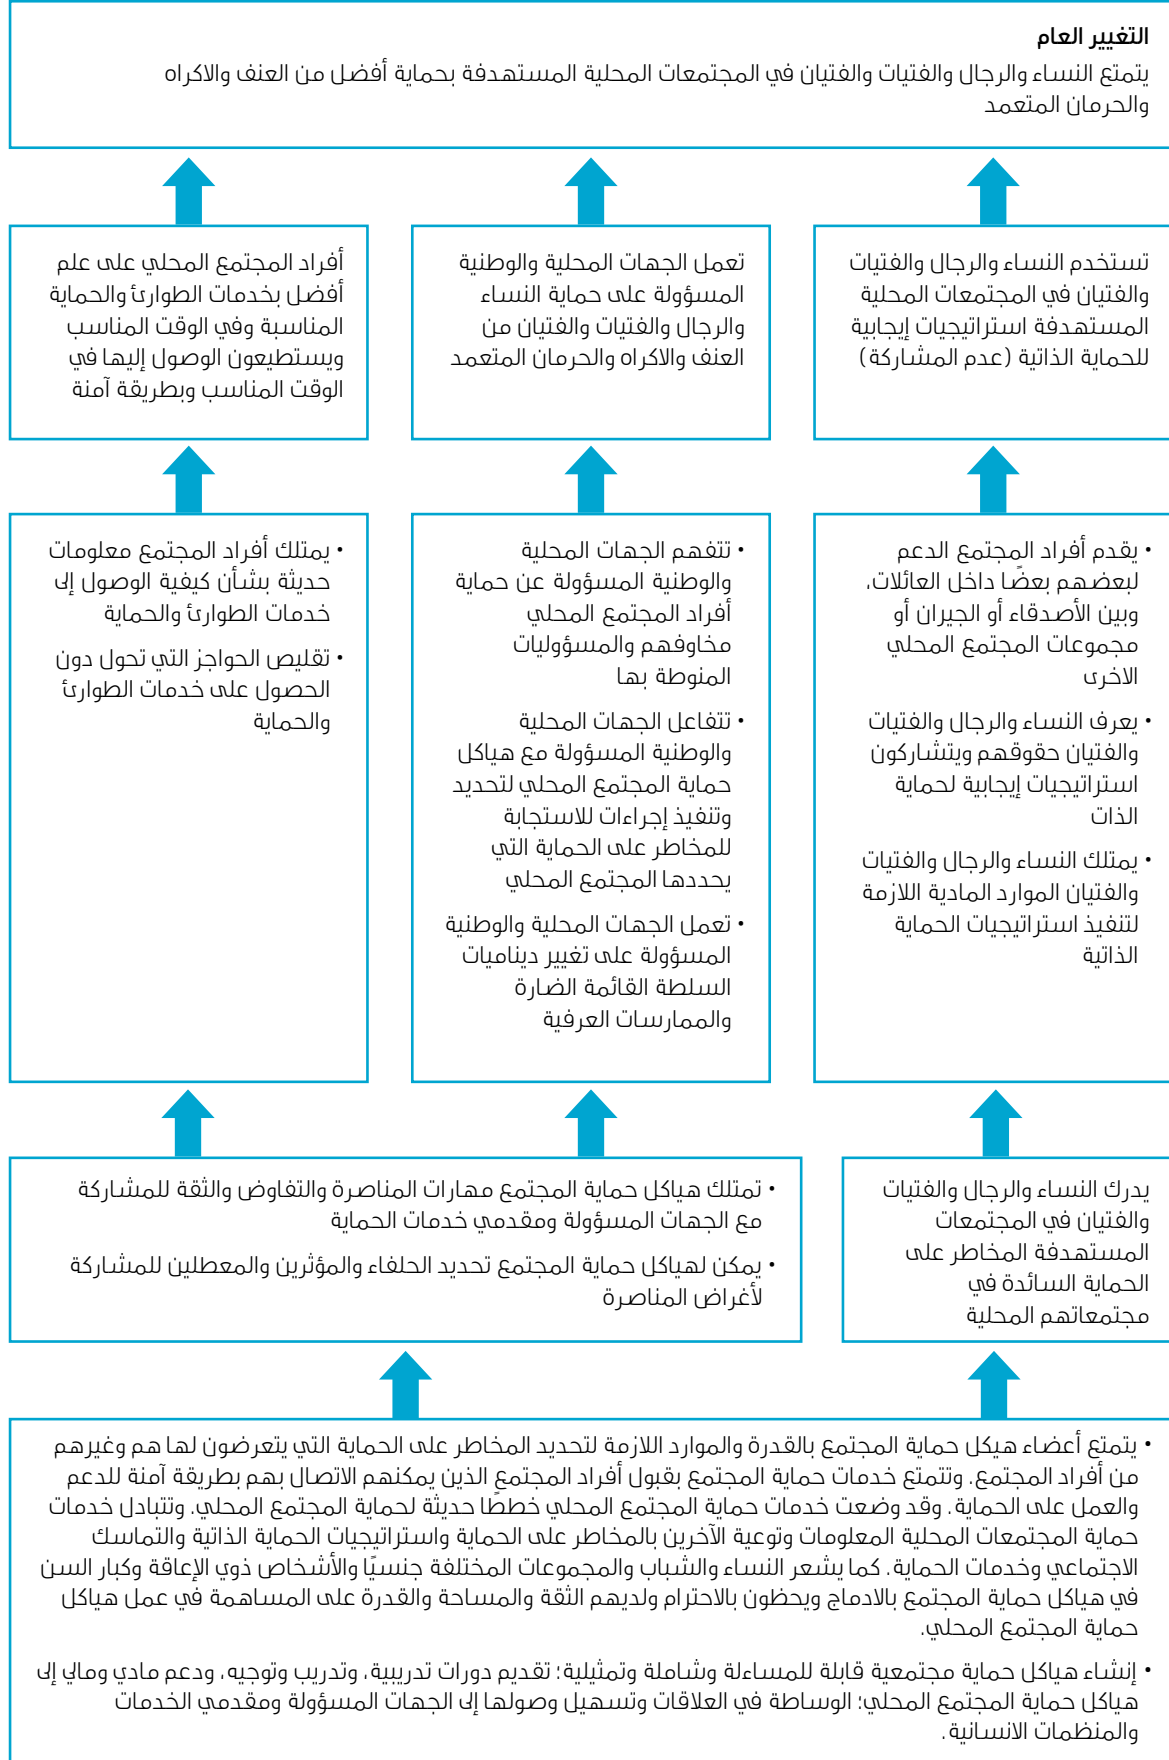 التغيير العام
يتمتع النساء والرجال والفتيات والفتيان في المجتمعات المحلية المستهدفة بحماية أفضل من العنف والاكراه
والحرمان المتعمد
تستخدم النساء والرجال والفتيات
والفتيان في المجتمعات المحلية
المستهدفة استراتيجيات إيجابية
للحماية الذاتية (عدم المشاركة)
تعمل الجهات المحلية والوطنية
المسؤولة على حماية النساء
والرجال والفتيات والفتيان من
العنف والاكراه والحرمان المتعمد
أفراد المجتمع المحلي على علم
أفضل بخدمات الطوارئ والحماية
المناسبة وفي الوقت المناسب
ويستطيعون الوصول إليها في
الوقت المناسب وبطريقة آمنة
• يقدم أفراد المجتمع الدعم
لبعضهم بعضًا داخل العائلات،
وبين الأصدقاء أو الجيران أو
مجموعات المجتمع المحلي
الاخرى
• يعرف النساء والرجال والفتيات
والفتيان حقوقهم ويتشاركون
استراتيجيات إيجابية لحماية
الذات
• يمتلك النساء والرجال والفتيات
والفتيان الموارد المادية اللازمة
لتنفيذ استراتيجيات الحماية
الذاتية
• تتفهم الجهات المحلية
والوطنية المسؤولة عن حماية
أفراد المجتمع المحلي
مخاوفهم والمسؤوليات
المنوطة بها
• تتفاعل الجهات المحلية
والوطنية المسؤولة مع هياكل
حماية المجتمع المحلي لتحديد
وتنفيذ إجراءات للاستجابة
للمخاطر على الحماية التي
يحددها المجتمع المحلي
• تعمل الجهات المحلية والوطنية
المسؤولة على تغيير ديناميات
السلطة القائمة الضارة
والممارسات العرفية
• يمتلك أفراد المجتمع معلومات
حديثة بشأن كيفية الوصول إلى
خدمات الطوارئ والحماية
• تقليص الحواجز التي تحول دون
الحصول على خدمات الطوارئ
والحماية
يدرك النساء والرجال والفتيات
والفتيان في المجتمعات
المستهدفة المخاطر على
الحماية السائدة في
مجتمعاتهم المحلية
• تمتلك هياكل حماية المجتمع مهارات المناصرة والتفاوض والثقة للمشاركة
مع الجهات المسؤولة ومقدمي خدمات الحماية
• يمكن لهياكل حماية المجتمع تحديد الحلفاء والمؤثرين والمعطلين للمشاركة
لأغراض المناصرة
• يتمتع أعضاء هيكل حماية المجتمع بالقدرة والموارد اللازمة لتحديد المخاطر على الحماية التي يتعرضون لها هم وغيرهم
من أفراد المجتمع. وتتمتع خدمات حماية المجتمع بقبول أفراد المجتمع الذين يمكنهم الاتصال بهم بطريقة آمنة للدعم
والعمل على الحماية. وقد وضعت خدمات حماية المجتمع المحلي خططًا حديثة لحماية المجتمع المحلي. وتتبادل خدمات
حماية المجتمعات المحلية المعلومات وتوعية الآخرين بالمخاطر على الحماية واستراتيجيات الحماية الذاتية والتماسك
الاجتماعي وخدمات الحماية. كما يشعر النساء والشباب والمجموعات المختلفة جنسيًا والأشخاص ذوي الإعاقة وكبار السن
في هياكل حماية المجتمع بالادماج ويحظون بالاحترام ولديهم الثقة والمساحة والقدرة على المساهمة في عمل هياكل
حماية المجتمع المحلي.
• إنشاء هياكل حماية مجتمعية قابلة للمساءلة وشاملة وتمثيلية؛ تقديم دورات تدريبية، وتدريب وتوجيه، ودعم مادي ومالي إلى
هياكل حماية المجتمع المحلي؛ الوساطة في العلاقات وتسهيل وصولها إلى الجهات المسؤولة ومقدمي الخدمات
والمنظمات الانسانية.